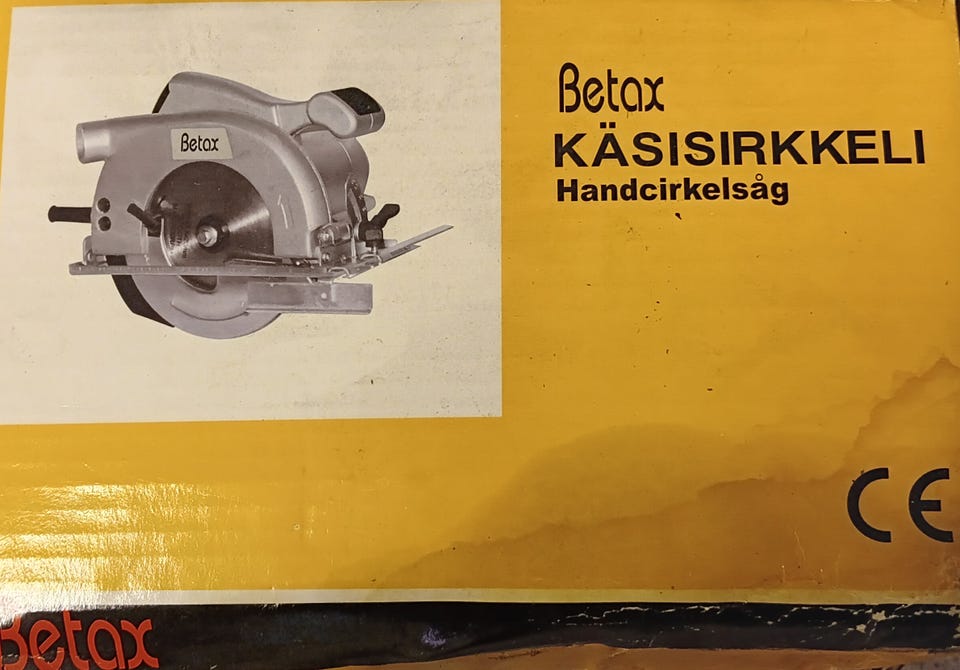 Betax
Betax
KÄSISIRKKELI
Handcirkelsåg
CE
Betax